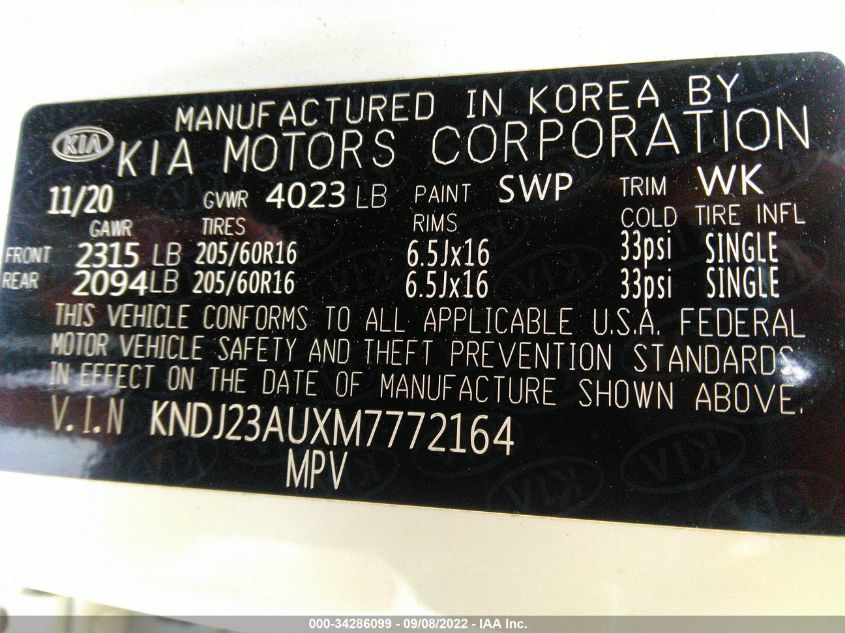 MANUFACTURED IN KOREA BY
KIA KIA MOTORS CORPORATION
11/20 GVWR 4023 LB PAINT SWP TRIM WK
GAWR TIRES RIMS COLD TIRE INFL
FRONT 2315 LB 205/60R16 6.5Jx16 33psi SINGLE
REAR 2094 LB 205/60R16 6.5Jx16 33psi SINGLE
THIS VEHICLE CONFORMS TO ALL APPLICABLE U.S.A. FEDERAL
MOTOR VEHICLE SAFETY AND THEFT PREVENTION STANDARDS
IN EFFECT ON THE DATE OF MANUFACTURE SHOWN ABOVE.
V.I.N KNDJ23AUXM7772164
MPV
000-34286099 - 09/08/2022 - IAA Inc.